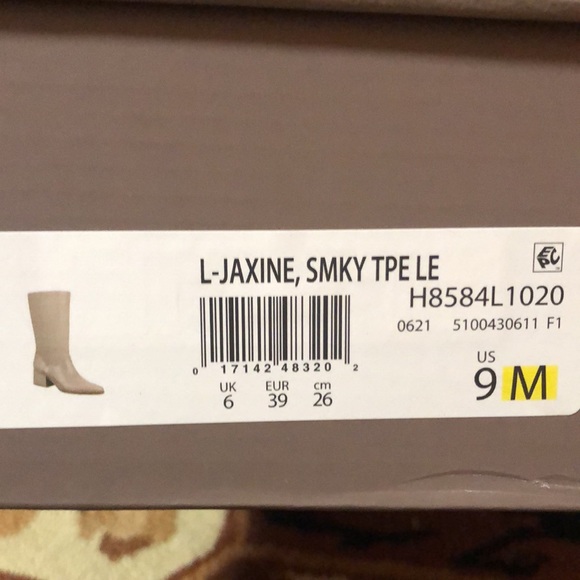 L-JAXINE, SMKY TPE LE
EPC
H8584L1020
0621 5100430611 F1
0 17142 48320 2
US
9 M
UK EUR cm
6 39 26